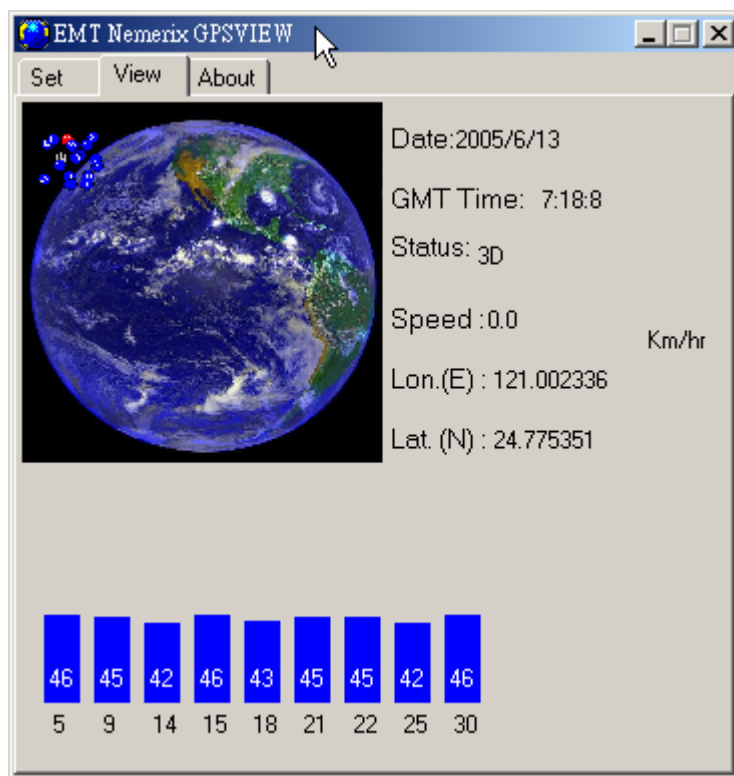 EMT Nemerix GPSVIEW
Set View About
Date:2005/6/13
GMT Time: 7:18:8
Status: 3D
Speed :0.0 Km/hr
Lon.(E) : 121.002336
Lat. (N) : 24.775351
46 45 42 46 43 45 45 42 46
5 9 14 15 18 21 22 25 30